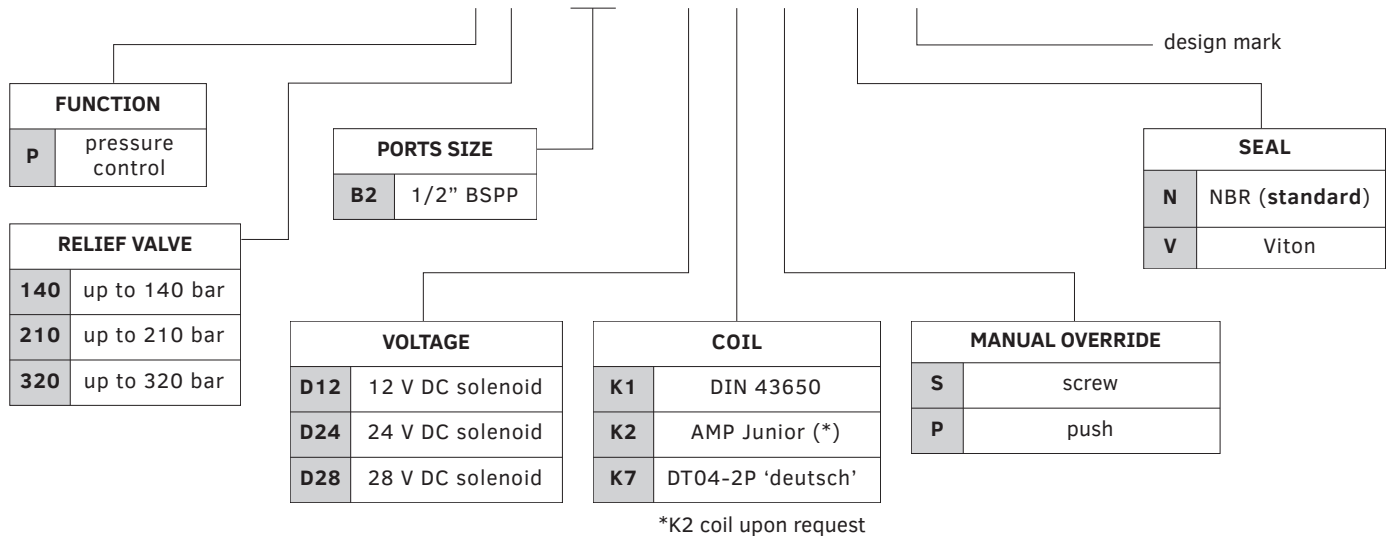 design mark
FUNCTION
P pressure control
PORTS SIZE
B2 1/2” BSPP
SEAL
N NBR (standard)
V Viton
RELIEF VALVE
140 up to 140 bar
210 up to 210 bar
320 up to 320 bar
VOLTAGE
D12 12 V DC solenoid
D24 24 V DC solenoid
D28 28 V DC solenoid
COIL
K1 DIN 43650
K2 AMP Junior (*)
K7 DT04-2P ‘deutsch’
*K2 coil upon request
MANUAL OVERRIDE
S screw
P push